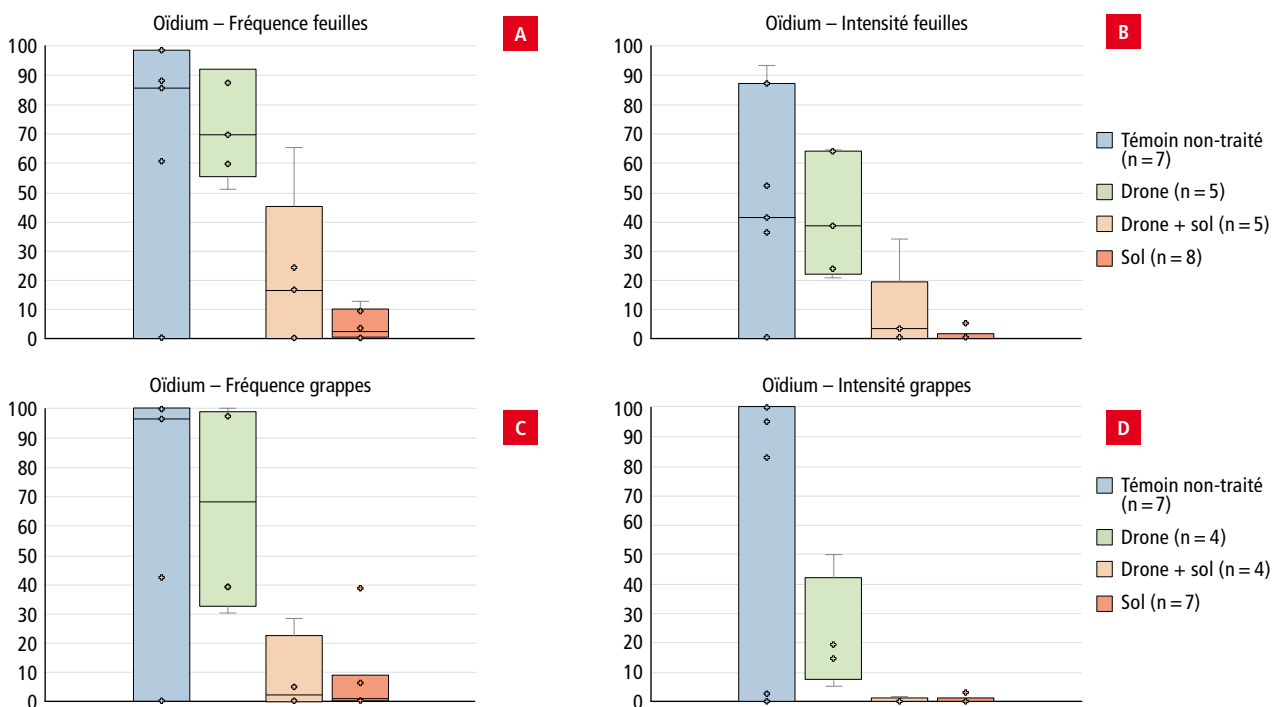 Oïdium – Fréquence feuilles
A
100
90
80
70
60
50
40
30
20
10
0
Oïdium – Intensité feuilles
B
100
90
80
70
60
50
40
30
20
10
0
Témoin non-traité
(n = 7)
Drone (n = 5)
Drone + sol (n = 5)
Sol (n = 8)
Oïdium – Fréquence grappes
C
100
90
80
70
60
50
40
30
20
10
0
Oïdium – Intensité grappes
D
100
90
80
70
60
50
40
30
20
10
0
Témoin non-traité
(n = 7)
Drone (n = 4)
Drone + sol (n = 4)
Sol (n = 7)